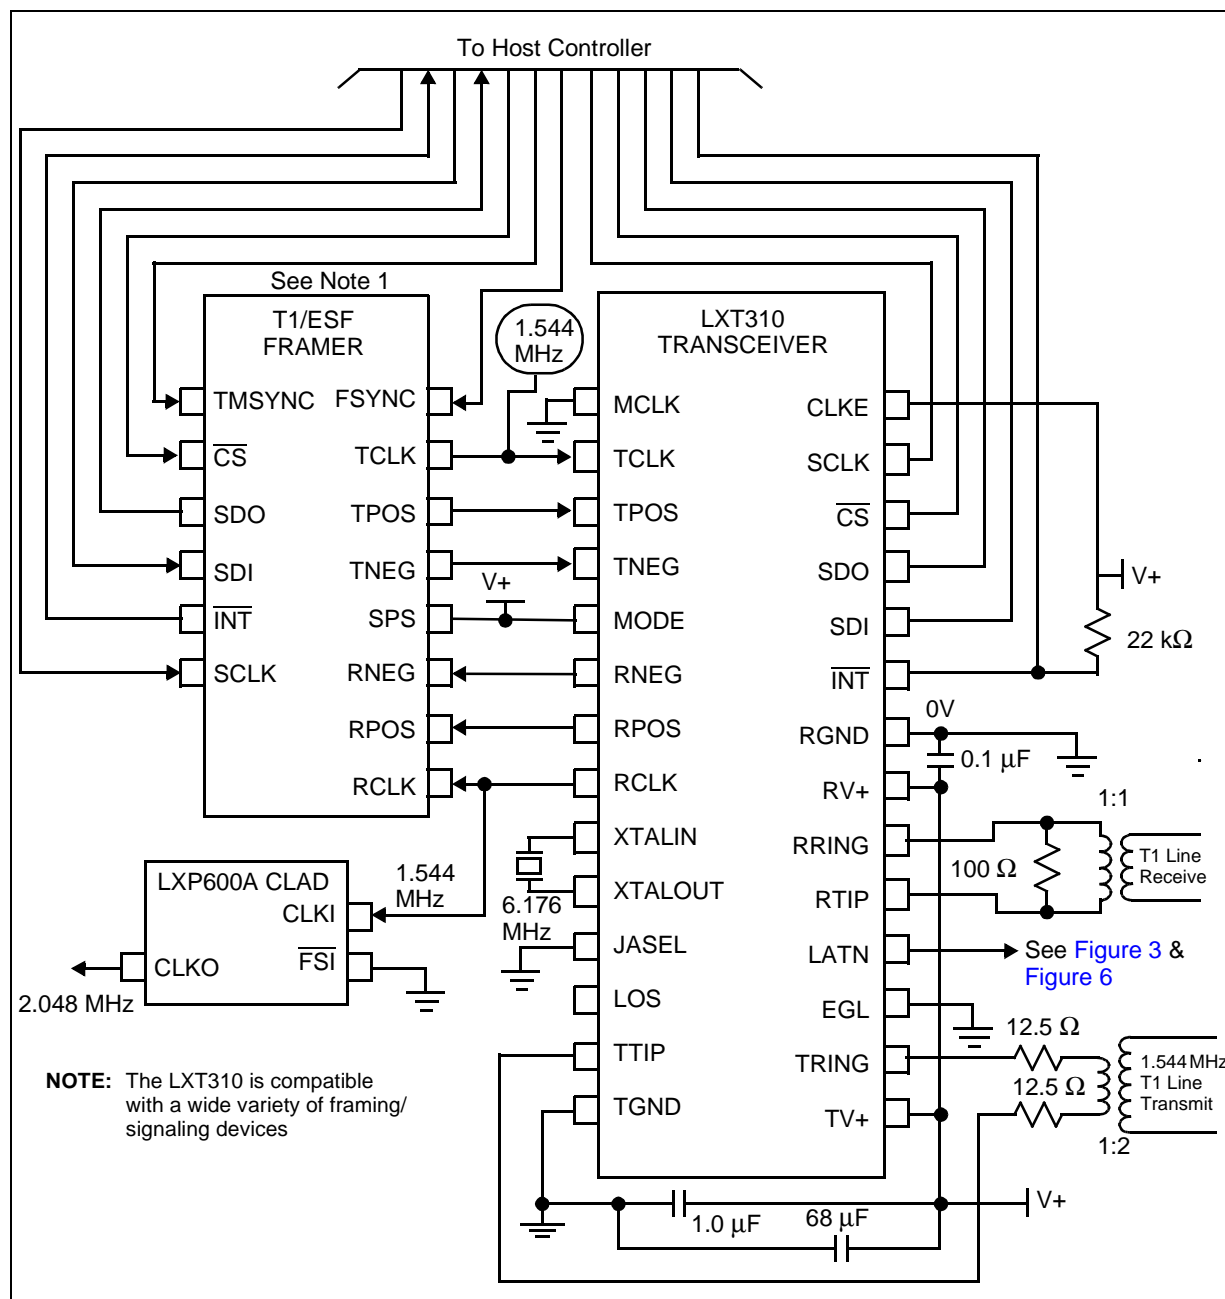 To Host Controller
See Note 1
T1/ESF
FRAMER
TMSYNC
FSYNC
CS
TCLK
SDO
TPOS
SDI
TNEG
INT
SPS
SCLK
RNEG
RPOS
RCLK
1.544
MHz
V+
LXT310
TRANSCEIVER
MCLK
CLKE
TCLK
SCLK
TPOS
CS
TNEG
SDO
MODE
SDI
RNEG
INT
RPOS
RGND
RCLK
RV+
XTALIN
RRING
XTALOUT
RTIP
JASEL
LATN
LOS
EGL
TTIP
TRING
TGND
TV+
V+
22 kΩ
0V
0.1 µF
1:1
100 Ω
T1 Line
Receive
See Figure 3 &
Figure 6
12.5 Ω
12.5 Ω
1.544 MHz
T1 Line
Transmit
1:2
LXP600A CLAD
CLKI
CLKO
FSI
1.544
MHz
6.176
MHz
2.048 MHz
NOTE: The LXT310 is compatible
with a wide variety of framing/
signaling devices
1.0 µF
68 µF
V+